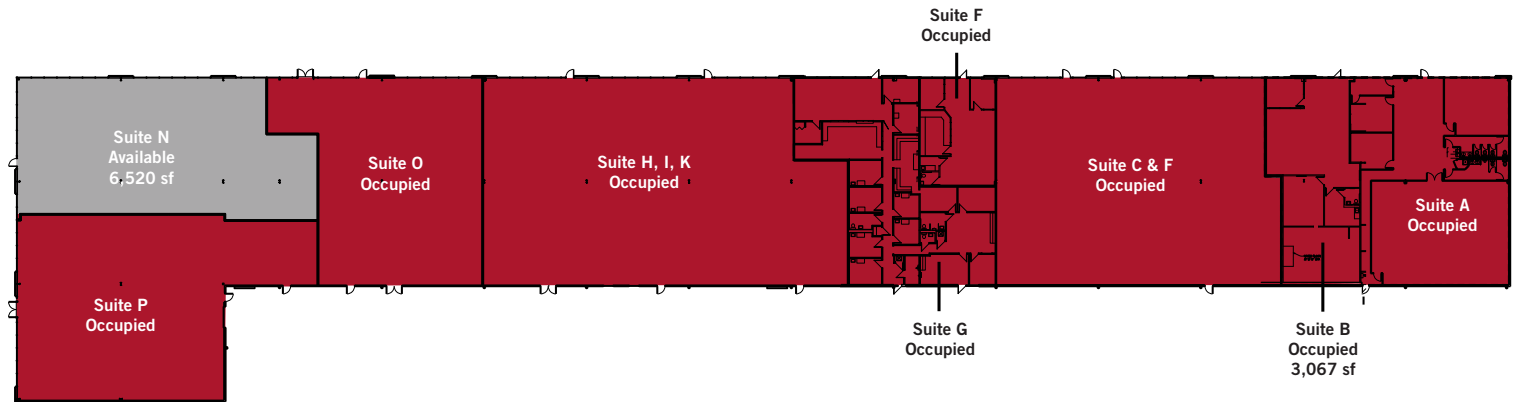 Suite F
Occupied
Suite N
Available
6,520 sf
Suite O
Occupied
Suite H, I, K
Occupied
Suite C & F
Occupied
Suite A
Occupied
Suite P
Occupied
Suite G
Occupied
Suite B
Occupied
3,067 sf